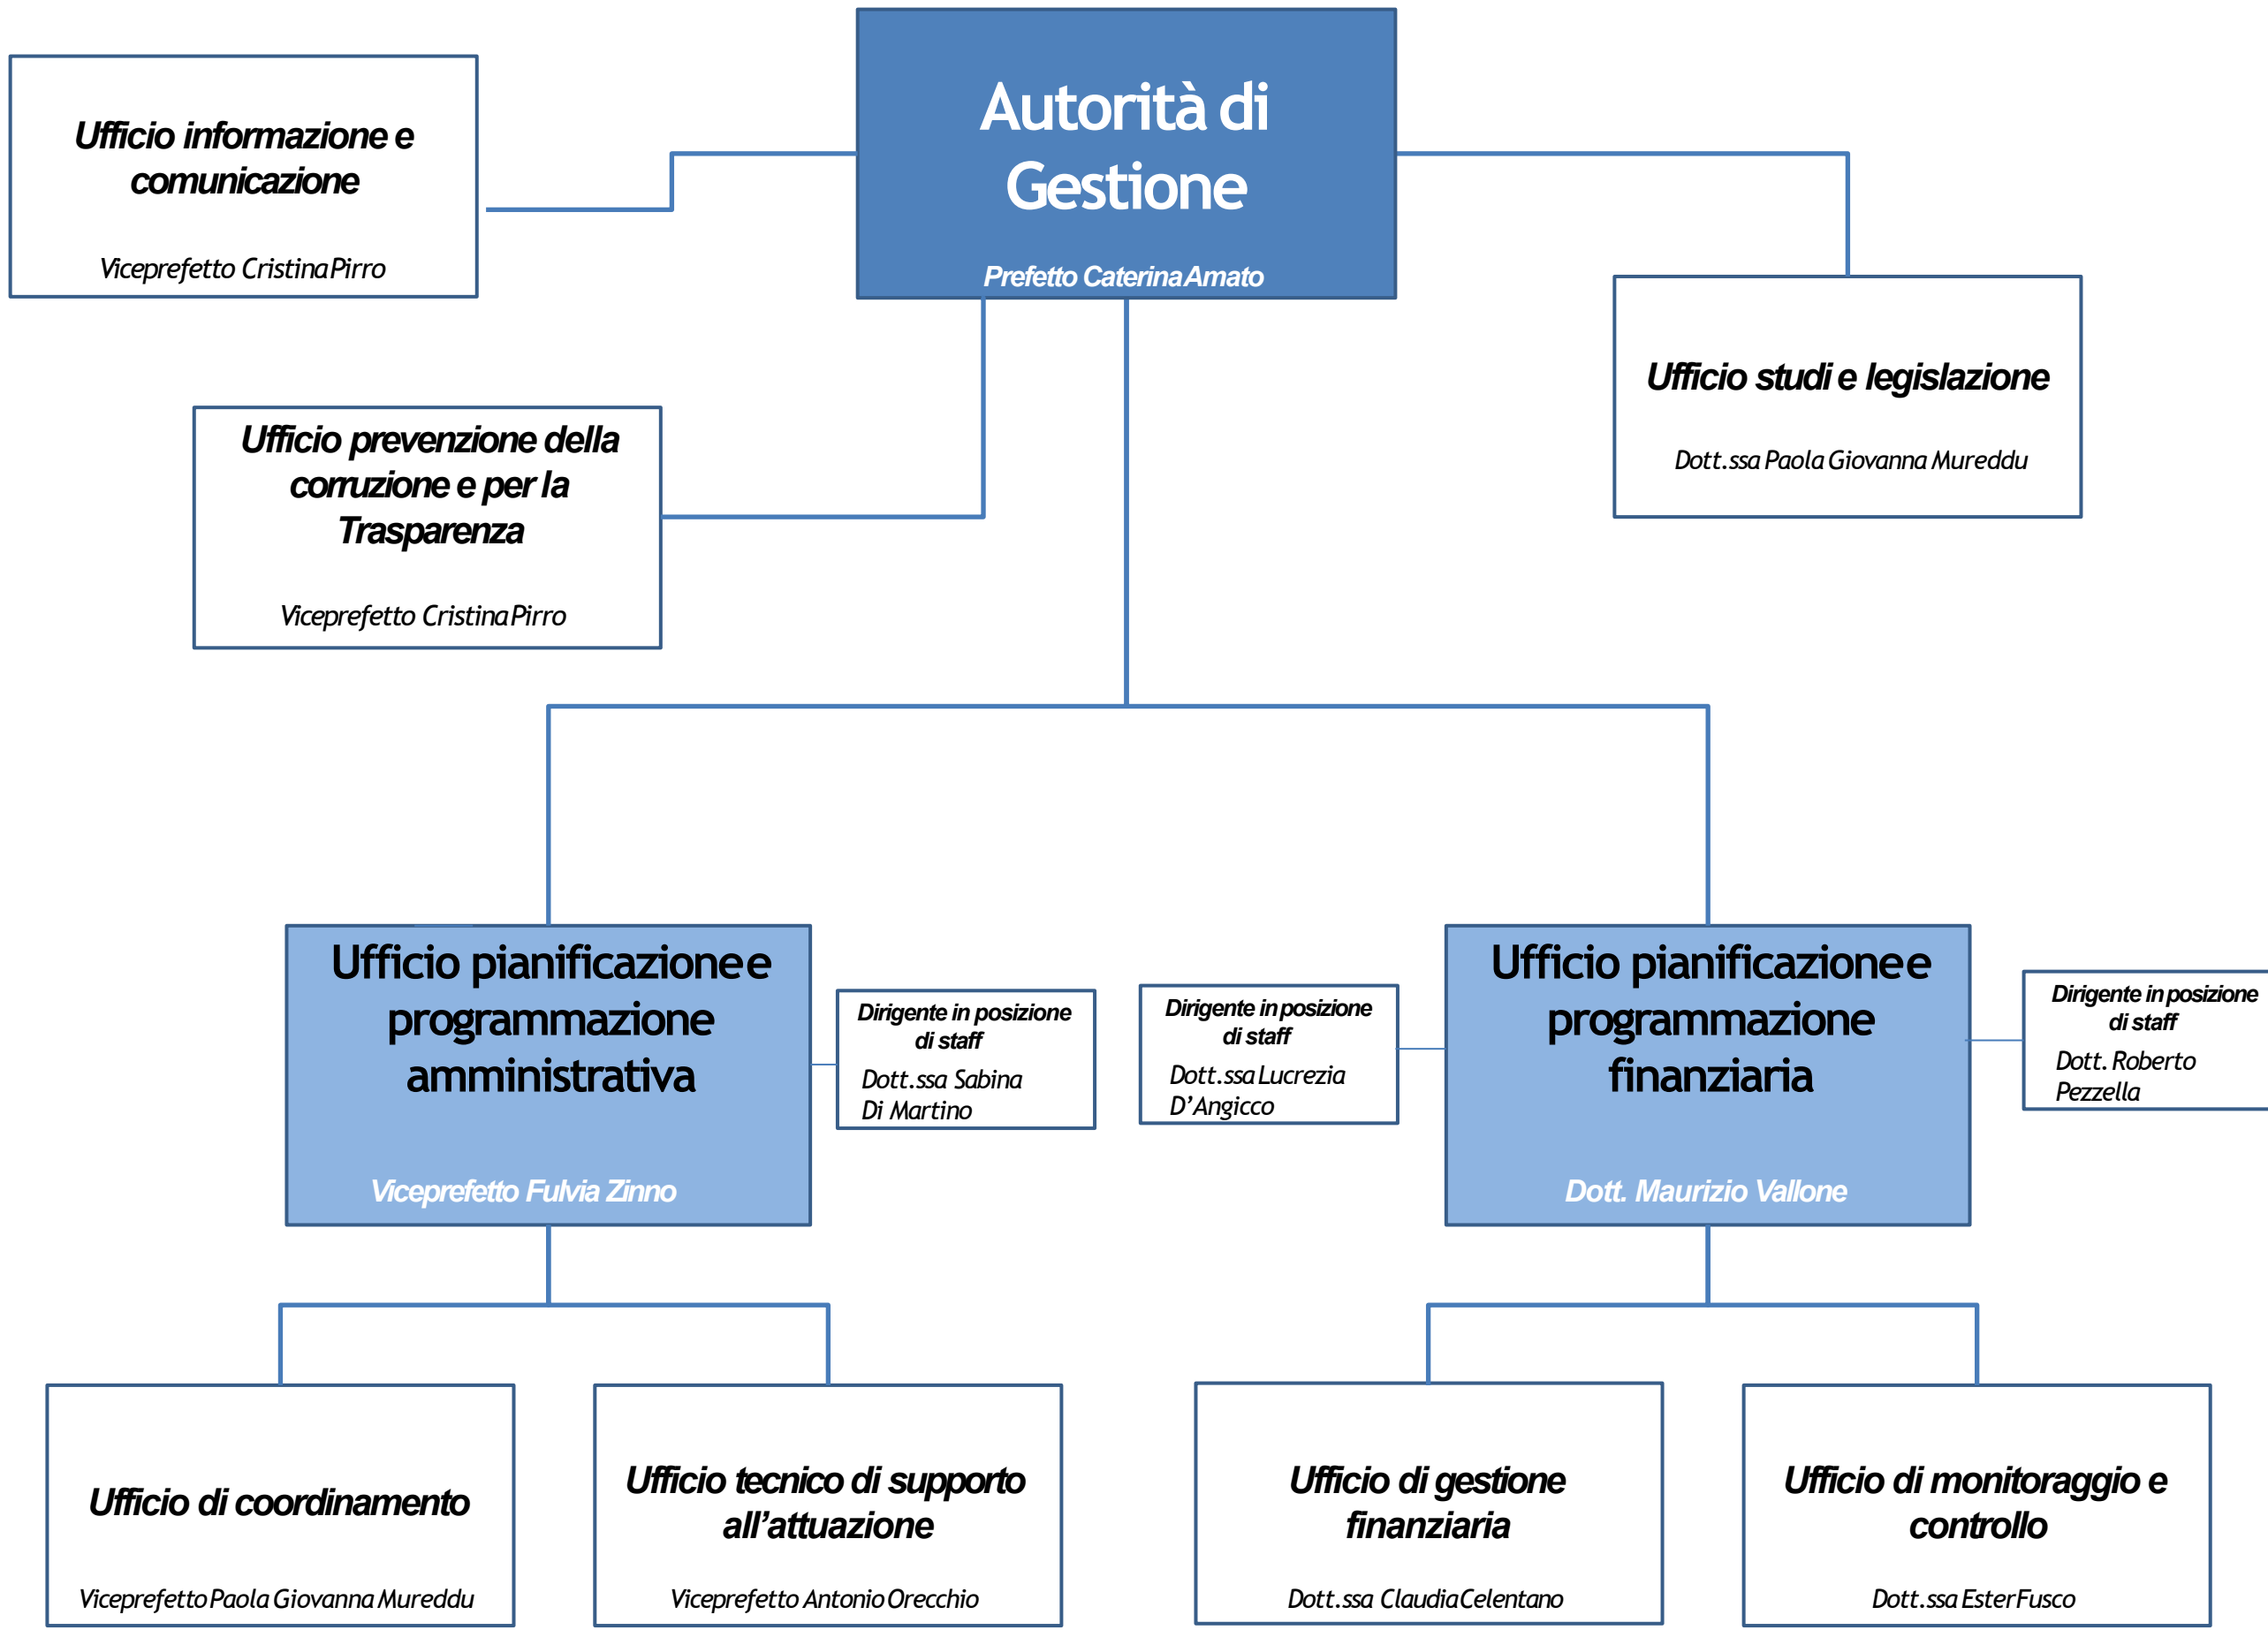 Autorità di
Gestione
Prefetto Caterina Amato
Ufficio informazione e
comunicazione
Viceprefetto Cristina Pirro
Ufficio studi e legislazione
Dott.ssa Paola Giovanna Mureddu
Ufficio prevenzione della
corruzione e per la
Trasparenza
Viceprefetto Cristina Pirro
Ufficio pianificazione e
programmazione
amministrativa
Viceprefetto Fulvia Zinno
Dirigente in posizione
di staff
Dott.ssa Sabina
Di Martino
Dirigente in posizione
di staff
Dott.ssa Lucrezia
D’Angicco
Ufficio pianificazione e
programmazione
finanziaria
Dott. Maurizio Vallone
Dirigente in posizione
di staff
Dott. Roberto
Pezzella
Ufficio di coordinamento
Viceprefetto Paola Giovanna Mureddu
Ufficio tecnico di supporto
all’attuazione
Viceprefetto Antonio Orecchio
Ufficio di gestione
finanziaria
Dott.ssa Claudia Celentano
Ufficio di monitoraggio e
controllo
Dott.ssa Ester Fusco